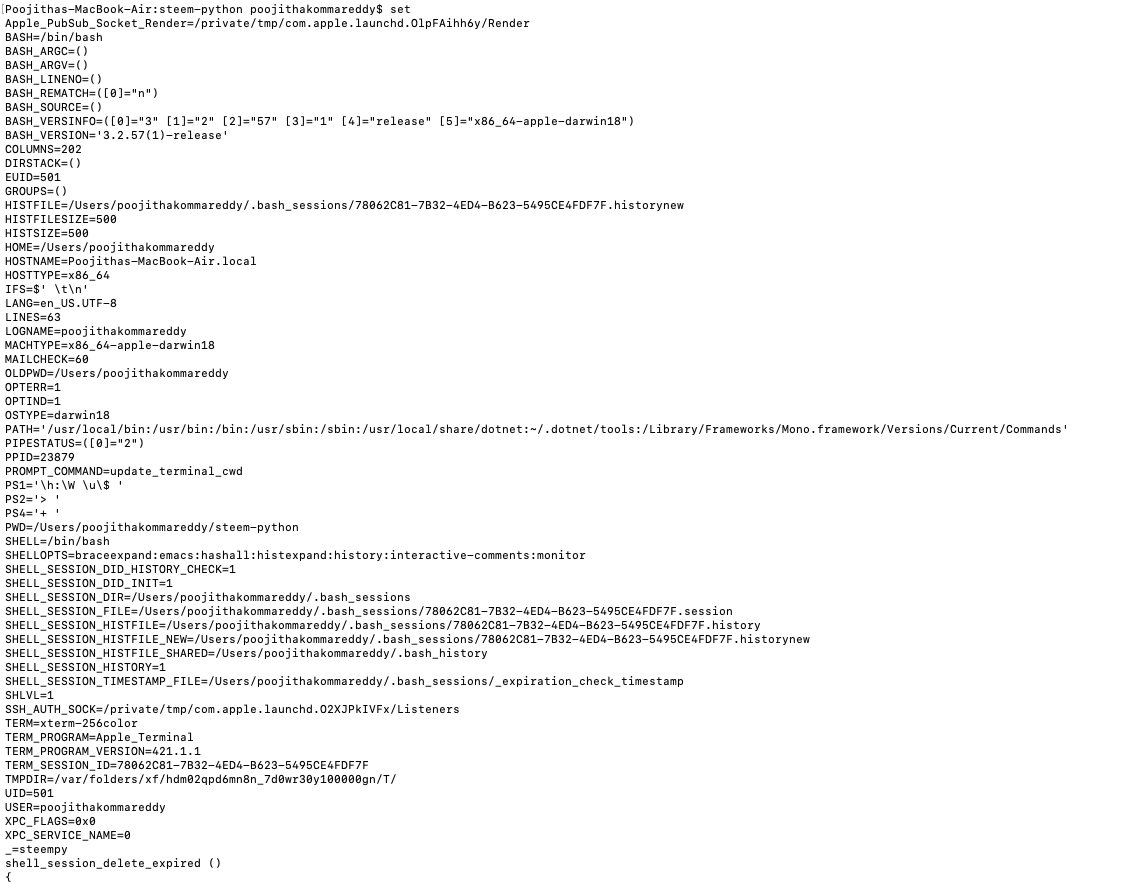 Poojithas-MacBook-Air:steem-python poojithakommareddy$ set
Apple_PubSub_Socket_Render=/private/tmp/com.apple.launchd.OlpFAihh6y/Render
BASH=/bin/bash
BASH_ARGC=()
BASH_ARGV=()
BASH_LINENO=()
BASH_REMATCH=([0]="n")
BASH_SOURCE=()
BASH_VERSINFO=([0]="3" [1]="2" [2]="57" [3]="1" [4]="release" [5]="x86_64-apple-darwin18")
BASH_VERSION='3.2.57(1)-release'
COLUMNS=202
DIRSTACK=()
EUID=501
GROUPS=()
HISTFILE=/Users/poojithakommareddy/.bash_sessions/78062C81-7B32-4ED4-B623-5495CE4FDF7F.historynew
HISTFILESIZE=500
HISTSIZE=500
HOME=/Users/poojithakommareddy
HOSTNAME=Poojithas-MacBook-Air.local
HOSTTYPE=x86_64
IFS=$' \t\n'
LANG=en_US.UTF-8
LINES=63
LOGNAME=poojithakommareddy
MACHTYPE=x86_64-apple-darwin18
MAILCHECK=60
OLDPWD=/Users/poojithakommareddy
OPTERR=1
OPTIND=1
OSTYPE=darwin18
PATH='/usr/local/bin:/usr/bin:/bin:/usr/sbin:/sbin:/usr/local/share/dotnet:~/.dotnet/tools:/Library/Frameworks/Mono.framework/Versions/Current/Commands'
PIPESTATUS=([0]="2")
PPID=23879
PROMPT_COMMAND=update_terminal_cwd
PS1='\h:\W \u\$ '
PS2='> '
PS4='+ '
PWD=/Users/poojithakommareddy/steem-python
SHELL=/bin/bash
SHELLOPTS=braceexpand:emacs:hashall:histexpand:history:interactive-comments:monitor
SHELL_SESSION_DID_HISTORY_CHECK=1
SHELL_SESSION_DID_INIT=1
SHELL_SESSION_DIR=/Users/poojithakommareddy/.bash_sessions
SHELL_SESSION_FILE=/Users/poojithakommareddy/.bash_sessions/78062C81-7B32-4ED4-B623-5495CE4FDF7F.session
SHELL_SESSION_HISTFILE=/Users/poojithakommareddy/.bash_sessions/78062C81-7B32-4ED4-B623-5495CE4FDF7F.history
SHELL_SESSION_HISTFILE_NEW=/Users/poojithakommareddy/.bash_sessions/78062C81-7B32-4ED4-B623-5495CE4FDF7F.historynew
SHELL_SESSION_HISTFILE_SHARED=/Users/poojithakommareddy/.bash_history
SHELL_SESSION_HISTORY=1
SHELL_SESSION_TIMESTAMP_FILE=/Users/poojithakommareddy/.bash_sessions/_expiration_check_timestamp
SHLVL=1
SSH_AUTH_SOCK=/private/tmp/com.apple.launchd.O2XJPkIVFx/Listeners
TERM=xterm-256color
TERM_PROGRAM=Apple_Terminal
TERM_PROGRAM_VERSION=421.1.1
TERM_SESSION_ID=78062C81-7B32-4ED4-B623-5495CE4FDF7F
TMPDIR=/var/folders/xf/hdm02qpd6mn8n_7d0wr30y100000gn/T/
UID=501
USER=poojithakommareddy
XPC_FLAGS=0x0
XPC_SERVICE_NAME=0
_=steempy
shell_session_delete_expired ()
{